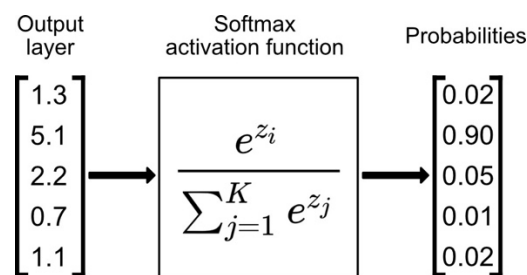 Output layer
Softmax activation function
Probabilities
1.3
5.1
2.2
0.7
1.1
e^{z_i}
∑_{j=1}^{K} e^{z_j}
0.02
0.90
0.05
0.01
0.02